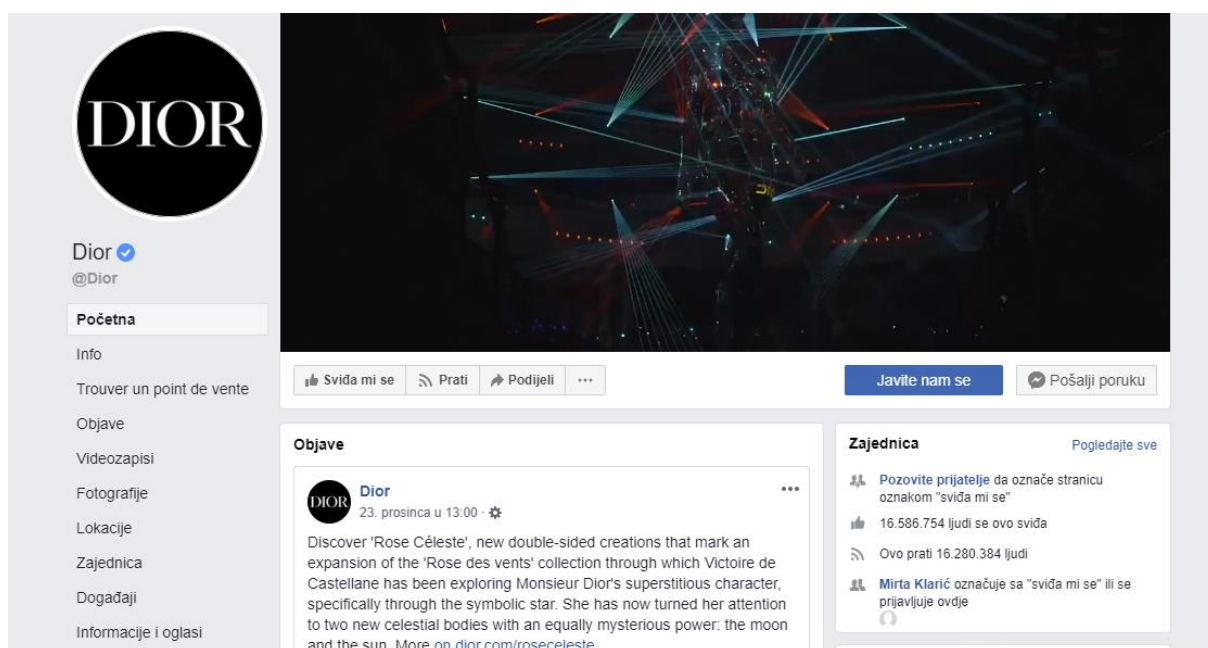 DIOR
Dior
@Dior
Početna
Info
Trouver un point de vente
Objave
Videozapisi
Fotografije
Lokacije
Zajednica
Događaji
Informacije i oglasi
Sviđa mi se
Prati
Podijeli
Javite nam se
Pošalji poruku
Objave
DIOR
Dior
23. prosinca u 13:00 ·
Discover 'Rose Céleste', new double-sided creations that mark an
expansion of the 'Rose des vents' collection through which Victoire de
Castellane has been exploring Monsieur Dior's superstitious character,
specifically through the symbolic star. She has now turned her attention
to two new celestial bodies with an equally mysterious power: the moon
and the sun. More on dior.com/roseceleste
Zajednica
Pogledajte sve
Pozovite prijatelje da označe stranicu
oznakom "sviđa mi se"
16.586.754 ljudi se ovo sviđa
Ovo prati 16.280.384 ljudi
Mirta Klarić označuje sa "sviđa mi se" ili se
prijavljuje ovdje